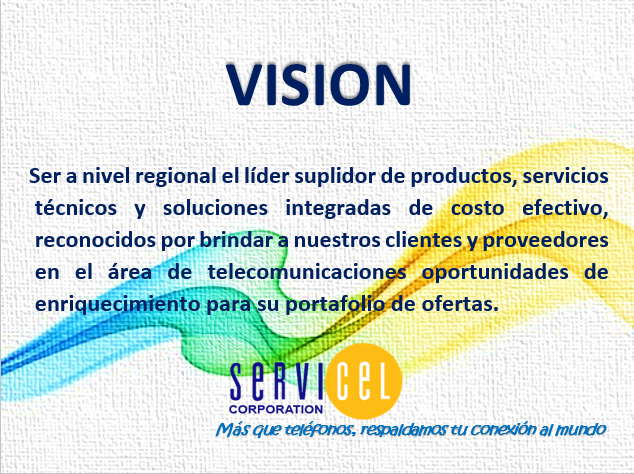 VISION
Ser a nivel regional el líder suplidor de productos, servicios
técnicos y soluciones integradas de costo efectivo,
reconocidos por brindar a nuestros clientes y proveedores
en el área de telecomunicaciones oportunidades de
enriquecimiento para su portafolio de ofertas.
SERVICEL
CORPORATION
Más que teléfonos, respaldamos tu conexión al mundo